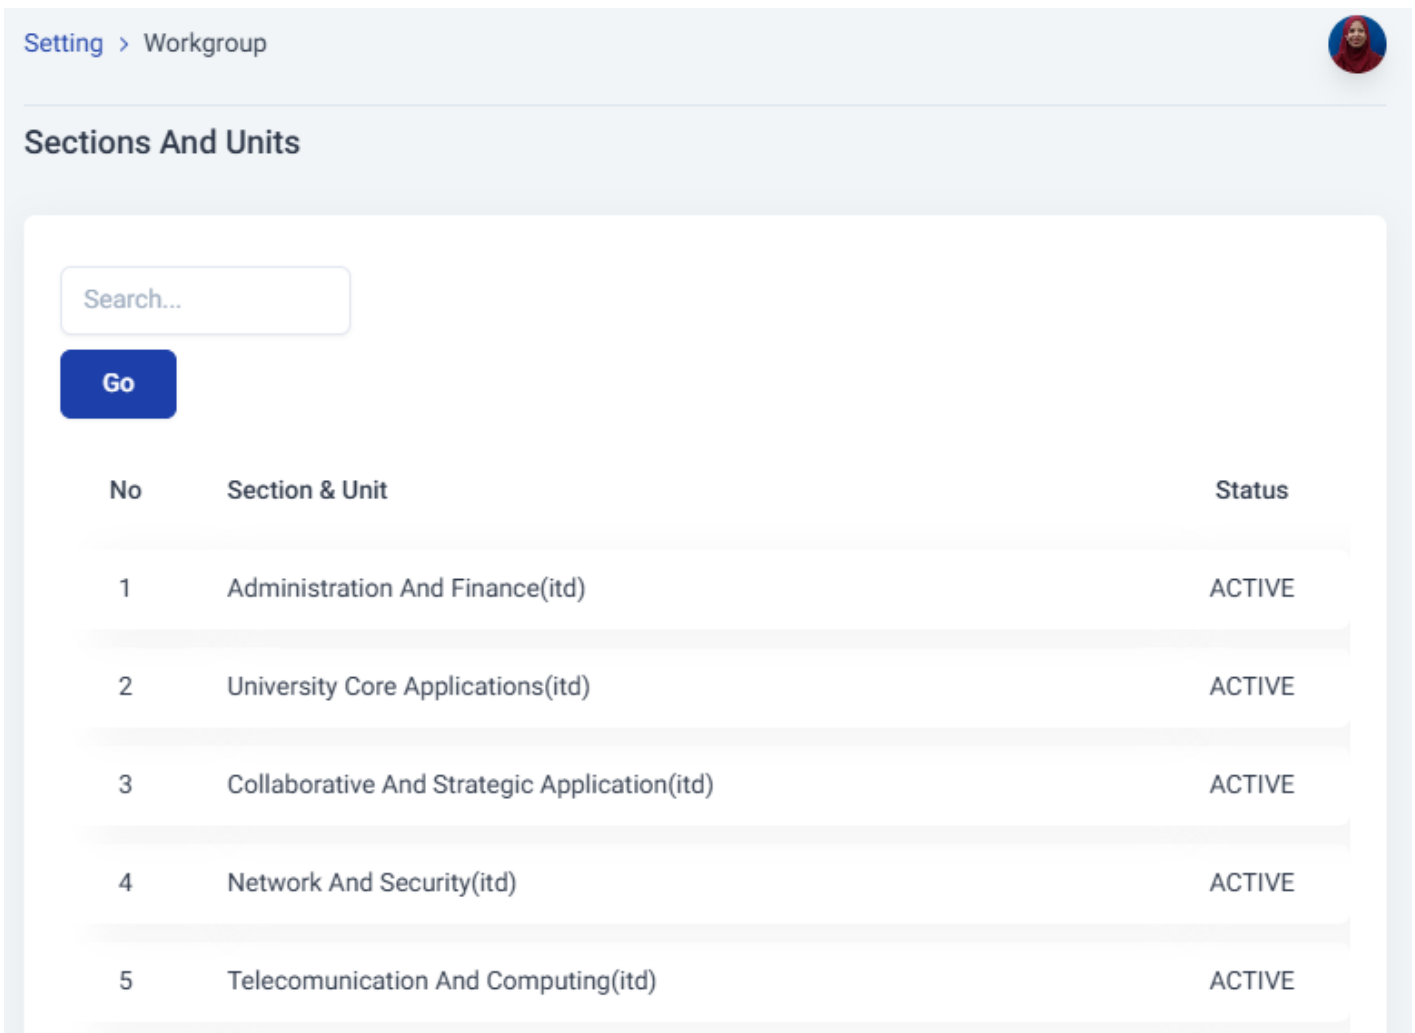 Setting > Workgroup
Sections And Units
Search...
Go
No Section & Unit Status
1 Administration And Finance(itd) ACTIVE
2 University Core Applications(itd) ACTIVE
3 Collaborative And Strategic Application(itd) ACTIVE
4 Network And Security(itd) ACTIVE
5 Telecomunication And Computing(itd) ACTIVE